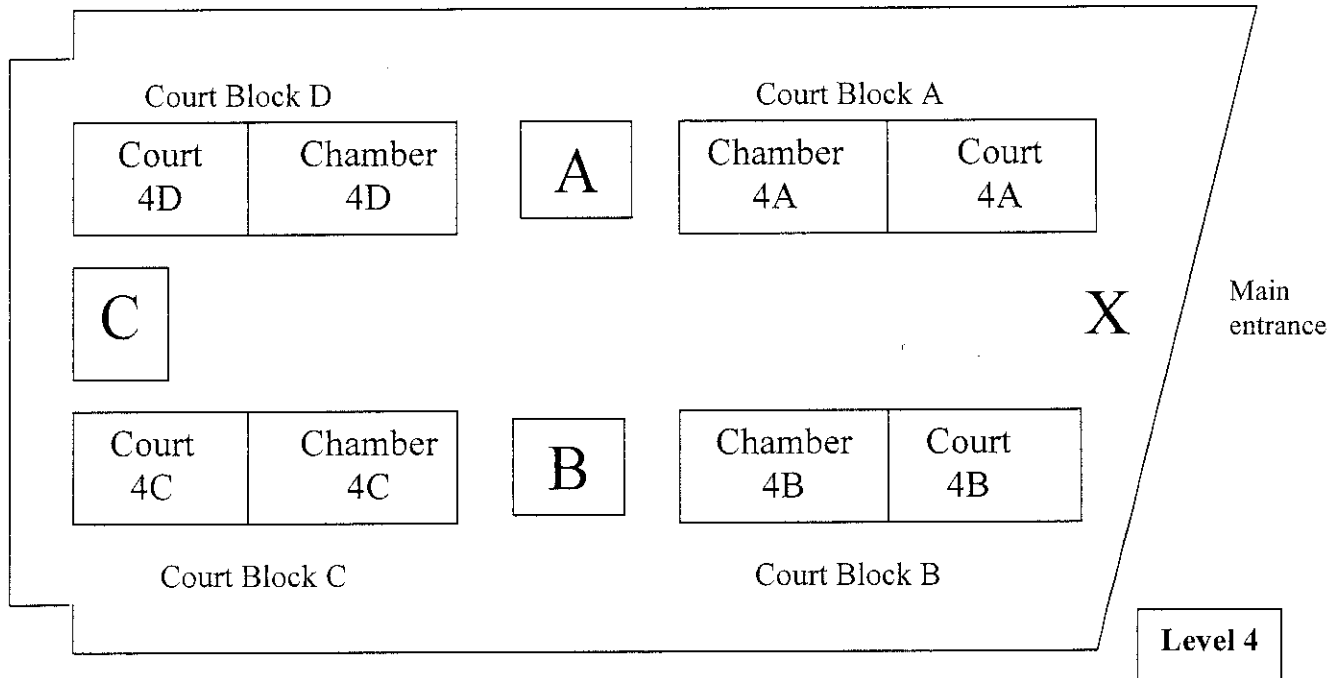 Court Block D
Court Block A
Court
4D
Chamber
4D
A
Chamber
4A
Court
4A
C
X
Main
entrance
Court
4C
Chamber
4C
B
Chamber
4B
Court
4B
Court Block C
Court Block B
Level 4